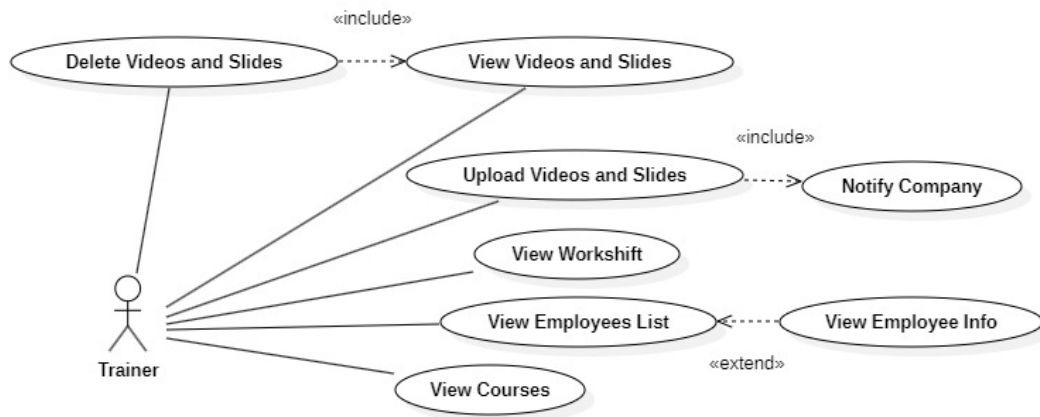 «include»
Delete Videos and Slides
View Videos and Slides
«include»
Upload Videos and Slides
Notify Company
View Workshift
View Employees List
View Employee Info
«extend»
Trainer
View Courses